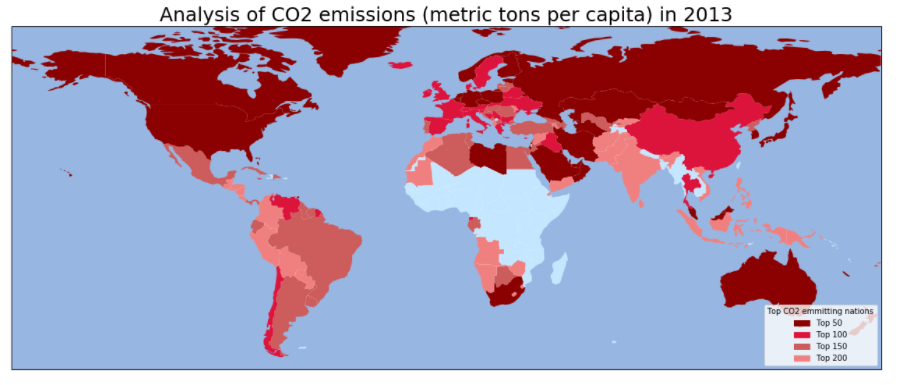 Analysis of CO2 emissions (metric tons per capita) in 2013
Top CO2 emmitting nations
Top 50
Top 100
Top 150
Top 200